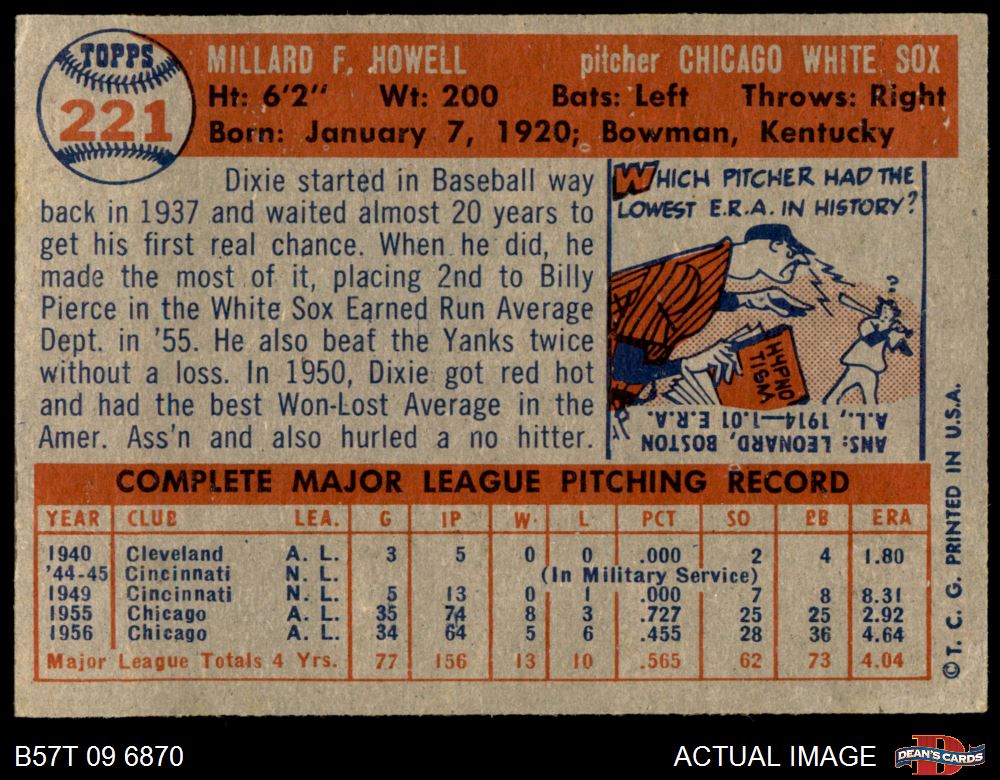 TOPPS
221
MILLARD F. HOWELL pitcher CHICAGO WHITE SOX
Ht: 6'2" Wt: 200 Bats: Left Throws: Right
Born: January 7, 1920; Bowman, Kentucky
Dixie started in Baseball way
back in 1937 and waited almost 20 years to
get his first real chance. When he did, he
made the most of it, placing 2nd to Billy
Pierce in the White Sox Earned Run Average
Dept. in '55. He also beat the Yanks twice
without a loss. In 1950, Dixie got red hot
and had the best Won-Lost Average in the
Amer. Ass'n and also hurled a no hitter.
WHICH PITCHER HAD THE
LOWEST E.R.A. IN HISTORY?
?
HYPNO
TISM
ANS: LEONARD, BOSTON
A.L., 1914—1.01 E.R.A.
COMPLETE MAJOR LEAGUE PITCHING RECORD
YEAR CLUB LEA. G IP W L PCT SO BB ERA
1940 Cleveland A. L. 3 5 0 0 .000 2 4 1.80
'44-45 Cincinnati N. L. (In Military Service)
1949 Cincinnati N. L. 5 13 0 1 .000 7 8 8.31
1955 Chicago A. L. 35 74 8 3 .727 25 25 2.92
1956 Chicago A. L. 34 64 5 6 .455 28 36 4.64
Major League Totals 4 Yrs. 77 156 13 10 .565 62 73 4.04
©T. C. G. PRINTED IN U.S.A.
B57T 09 6870 ACTUAL IMAGE
D
DEAN'S CARDS